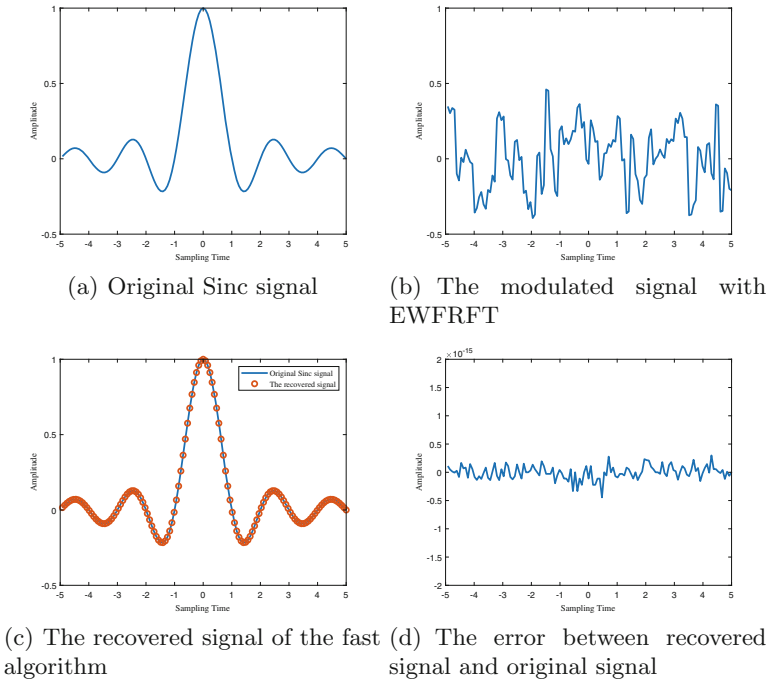 1
0.5
0
-0.5
Amplitude
-5 -4 -3 -2 -1 0 1 2 3 4 5
Sampling Time
(a) Original Sinc signal
1
0.5
0
-0.5
Amplitude
-5 -4 -3 -2 -1 0 1 2 3 4 5
Sampling Time
(b) The modulated signal with
EWFRFT
1
0.5
0
-0.5
Amplitude
Original Sinc signal
The recovered signal
-5 -4 -3 -2 -1 0 1 2 3 4 5
Sampling Time
(c) The recovered signal of the fast
algorithm
×10-15
2
1.5
1
0.5
0
-0.5
-1
-1.5
-2
Amplitude
-5 -4 -3 -2 -1 0 1 2 3 4 5
Sampling Time
(d) The error between recovered
signal and original signal